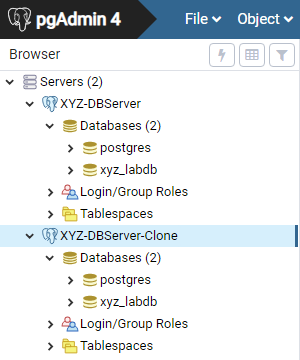 pgAdmin 4 File Object
Browser
Servers (2)
XYZ-DBServer
Databases (2)
postgres
xyz_labdb
Login/Group Roles
Tablespaces
XYZ-DBServer-Clone
Databases (2)
postgres
xyz_labdb
Login/Group Roles
Tablespaces